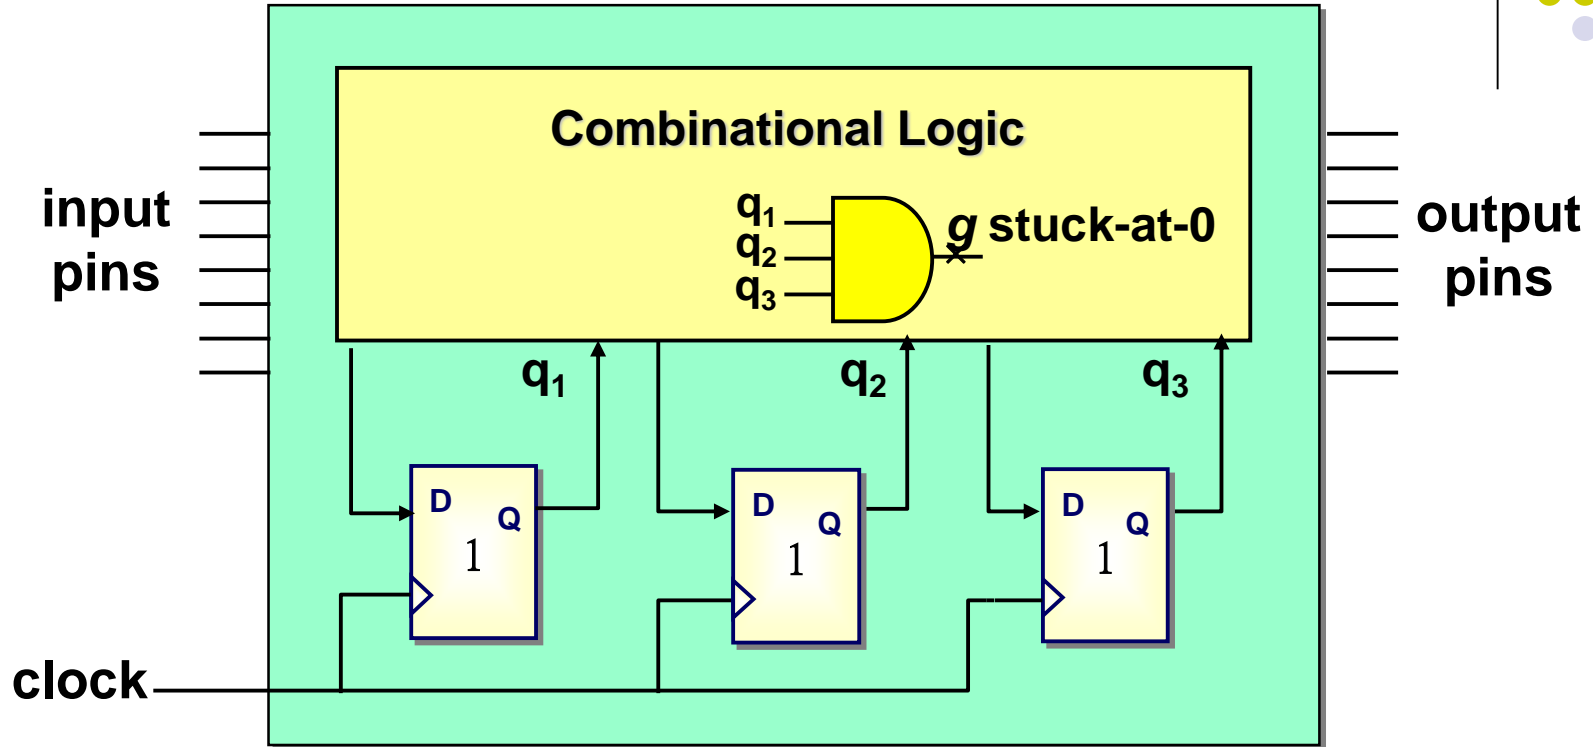 Combinational Logic
input
pins
q1
q2
q3
g stuck-at-0
output
pins
q1
q2
q3
D
Q
1
D
Q
1
D
Q
1
clock